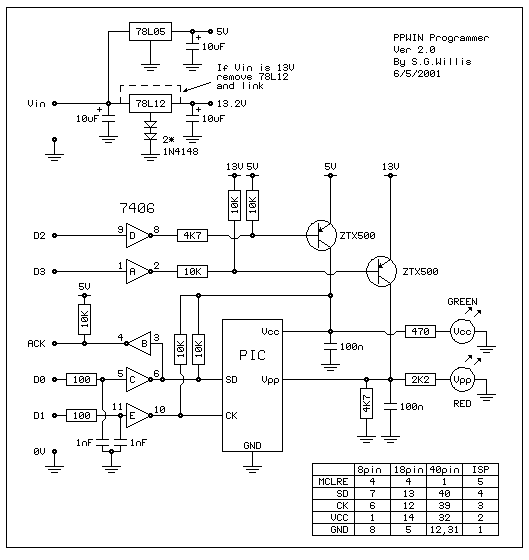 78L05
5V
+
10uF
PPWIN Programmer
Ver 2.0
By S.G.Willis
6/5/2001
If Vin is 13V
remove 78L12
and link
Vin
+
10uF
78L12
13.2V
+
10uF
2*
1N4148
13V 5V
5V
13V
10K
10K
7406
D2
9
D
8
4K7
ZTX500
D3
1
A
2
10K
ZTX500
5V
10K
GREEN
ACK
4
B
3
10K
10K
PIC
Vcc
470
Vcc
100n
D0
100
5
C
6
SD
Vpp
2K2
Vpp
RED
D1
100
11
E
10
CK
4K7
100n
1nF
1nF
0V
GND
8pin 18pin 40pin ISP
MCLRE 4 4 1 5
SD 7 13 40 4
CK 6 12 39 3
VCC 1 14 32 2
GND 8 5 12,31 1